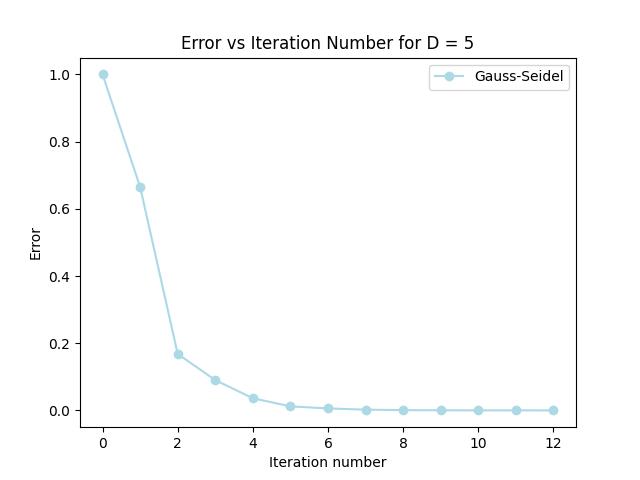 Error vs Iteration Number for D = 5
Gauss-Seidel
1.0
0.8
0.6
0.4
0.2
0.0
Error
0 2 4 6 8 10 12
Iteration number